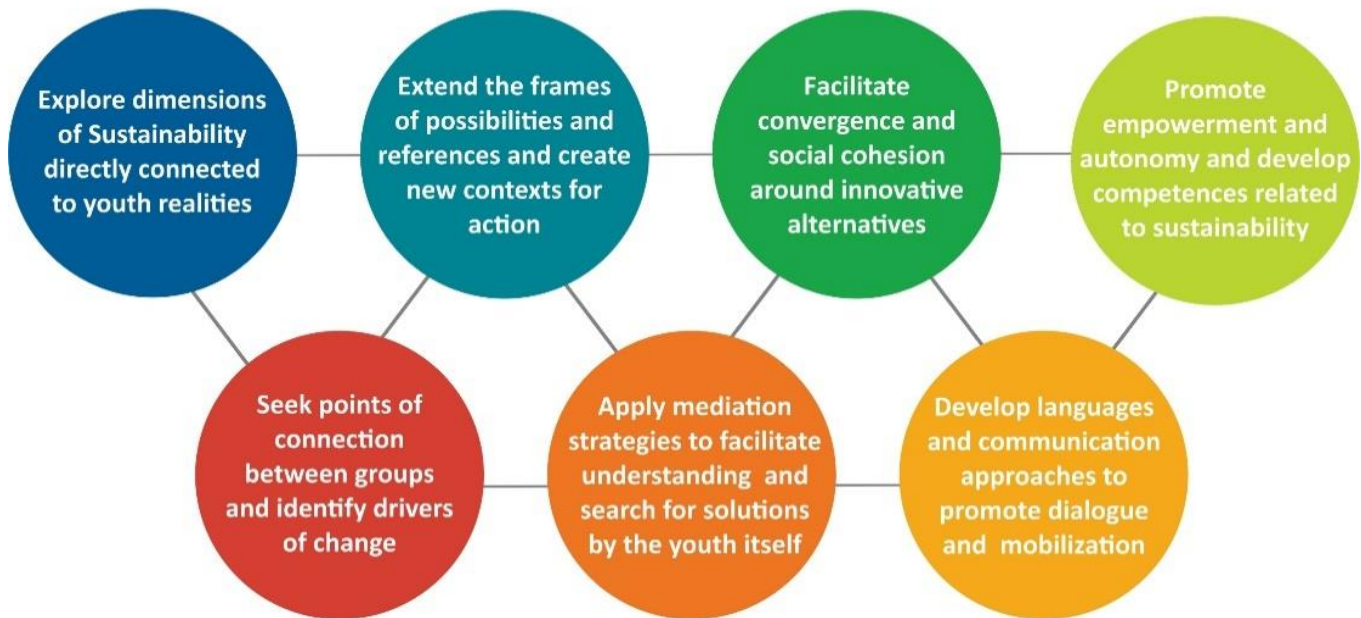 Explore dimensions
of Sustainability
directly connected
to youth realities
Extend the frames
of possibilities and
references and create
new contexts for
action
Facilitate
convergence and
social cohesion
around innovative
alternatives
Promote
empowerment and
autonomy and develop
competences related
to sustainability
Seek points of
connection
between groups
and identify drivers
of change
Apply mediation
strategies to facilitate
understanding and
search for solutions
by the youth itself
Develop languages
and communication
approaches to
promote dialogue
and mobilization